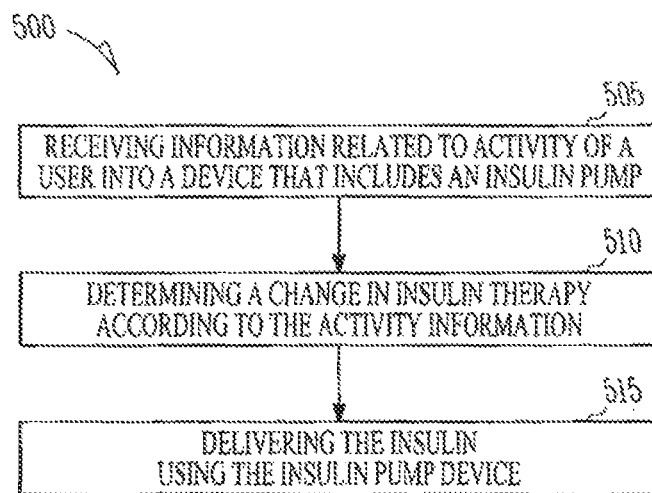 500
505
RECEIVING INFORMATION RELATED TO ACTIVITY OF A
USER INTO A DEVICE THAT INCLUDES AN INSULIN PUMP
510
DETERMINING A CHANGE IN INSULIN THERAPY
ACCORDING TO THE ACTIVITY INFORMATION
515
DELIVERING THE INSULIN
USING THE INSULIN PUMP DEVICE